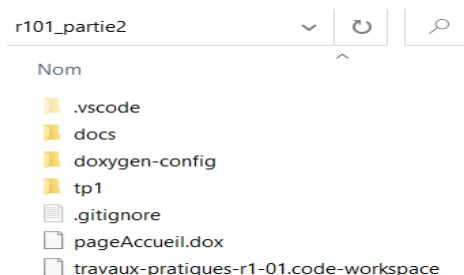 r101_partie2
Nom
.vscode
docs
doxygen-config
tp1
.gitignore
pageAccueil.dox
travaux-pratiques-r1-01.code-workspace